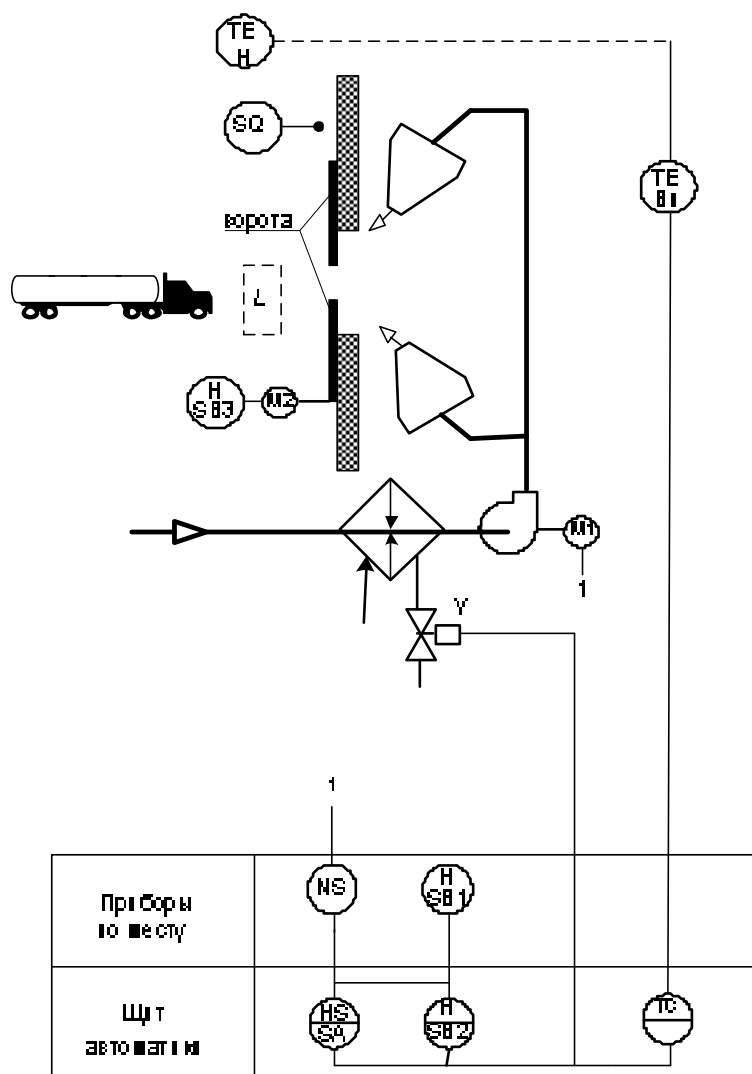 TE
H
SQ
TE
Вп
ворота
L
H
SB3
M2
M1
1
Y
1
Приборы
по месту
NS
H
SB1
Щит
автоматики
HS
SA
H
SB2
TC